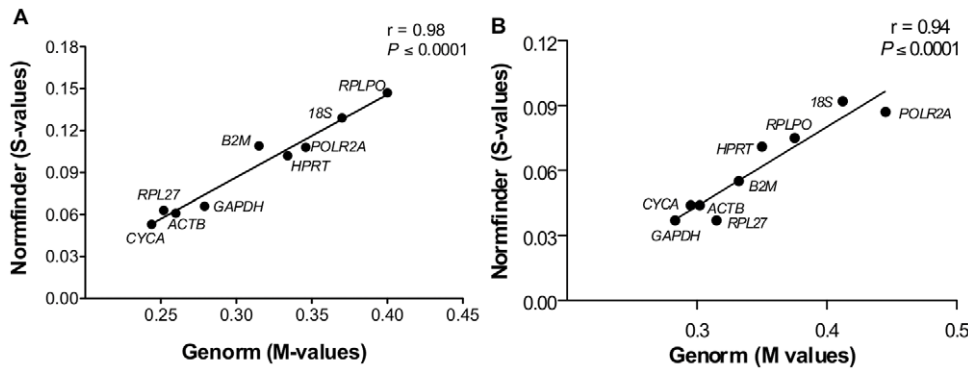 A
r = 0.98
P ≤ 0.0001
Normfinder (S-values)
0.18
0.15
0.12
0.09
0.06
0.03
0.00
RPLPO
18S
B2M
POLR2A
HPRT
RPL27
GAPDH
ACTB
CYCA
0.25
0.30
0.35
0.40
0.45
Genorm (M-values)
B
r = 0.94
P ≤ 0.0001
Normfinder (S-values)
0.12
0.09
0.06
0.03
0.00
18S
POLR2A
RPLPO
HPRT
B2M
CYCA
ACTB
GAPDH
RPL27
0.3
0.4
0.5
Genorm (M values)